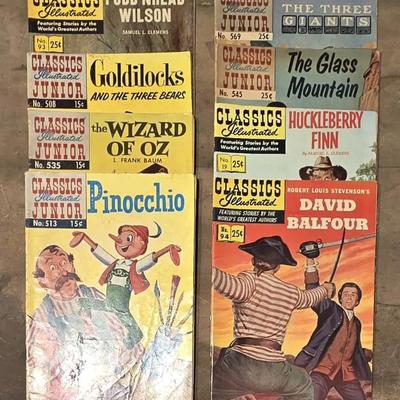 CLASSICS
Illustrated
Featuring Stories by the
World's Greatest Authors
No. 93 25¢
PUDD'NHEAD
WILSON
SAMUEL L. CLEMENS
CLASSICS
Illustrated
JUNIOR
No. 508 15¢
Goldilocks
AND THE THREE BEARS
CLASSICS
Illustrated
JUNIOR
No. 535 15¢
the WIZARD
OF OZ
L. FRANK BAUM
CLASSICS
Illustrated
JUNIOR
No. 513 15¢
Pinocchio
JUNIOR
No. 569 25¢
THE THREE
GIANTS
CLASSICS
Illustrated
JUNIOR
No. 545 25¢
The Glass
Mountain
CLASSICS
Illustrated
Featuring Stories by the
World's Greatest Authors
No. 19 25¢
HUCKLEBERRY
FINN
By SAMUEL L. CLEMENS
CLASSICS
Illustrated
FEATURING STORIES BY THE
WORLD'S GREATEST AUTHORS
No. 94 25¢
ROBERT LOUIS STEVENSON'S
DAVID
BALFOUR